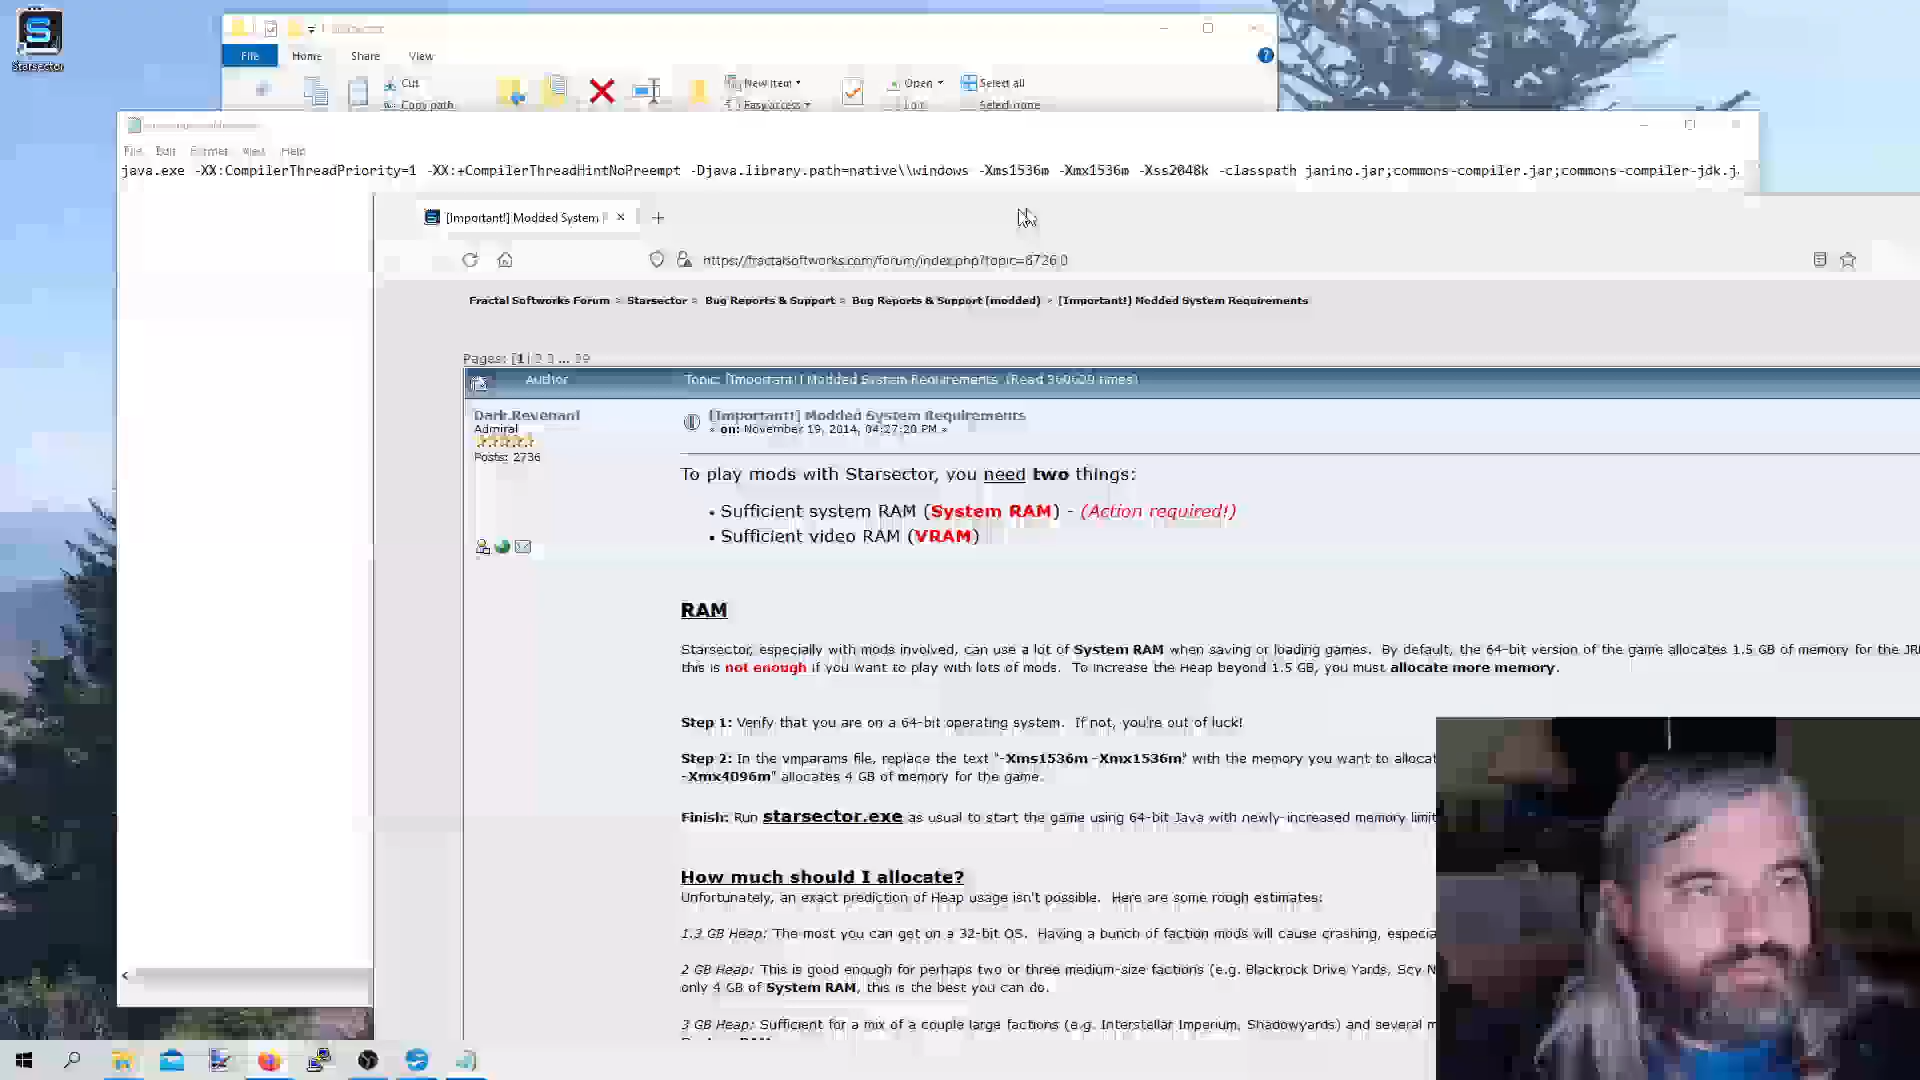 Starsector
File Home Share View
Cut
Copy path
New item
Easy access
Open
Select all
Select none
File Edit Format View Help
java.exe -XX:CompilerThreadPriority=1 -XX:+CompilerThreadHintNoPreempt -Djava.library.path=native\\windows -Xms1536m -Xmx1536m -Xss2048k -classpath janino.jar;commons-compiler.jar;commons-compiler-jdk.j
[Important!] Modded System
https://fractalsoftworks.com/forum/index.php?topic=8726.0
Fractal Softworks Forum > Starsector > Bug Reports & Support > Bug Reports & Support (modded) > [Important!] Modded System Requirements
Pages: [1]
Author Topic: [Important!] Modded System Requirements (Read times)
Dark.Revenant
Admiral
Posts: 2736
[Important!] Modded System Requirements
« on: November 19, 2014, 04:27:20 PM »
To play mods with Starsector, you need two things:
• Sufficient system RAM (System RAM) - (Action required!)
• Sufficient video RAM (VRAM)
RAM
Starsector, especially with mods involved, can use a lot of System RAM when saving or loading games. By default, the 64-bit version of the game allocates 1.5 GB of memory for the
this is not enough if you want to play with lots of mods. To increase the Heap beyond 1.5 GB, you must allocate more memory.
Step 1: Verify that you are on a 64-bit operating system. If not, you're out of luck!
Step 2: In the vmparams file, replace the text "-Xms1536m -Xmx1536m" with the memory you want to allocat
-Xmx4096m" allocates 4 GB of memory for the game.
Finish: Run starsector.exe as usual to start the game using 64-bit Java with newly-increased memory limit
How much should I allocate?
Unfortunately, an exact prediction of Heap usage isn't possible. Here are some rough estimates:
1.3 GB Heap: The most you can get on a 32-bit OS. Having a bunch of faction mods will cause crashing, especia
2 GB Heap: This is good enough for perhaps two or three medium-size factions (e.g. Blackrock Drive Yards, Scy N
only 4 GB of System RAM, this is the best you can do.
3 GB Heap: Sufficient for a mix of a couple large factions (e.g. Interstellar Imperium, Shadowyards) and several m